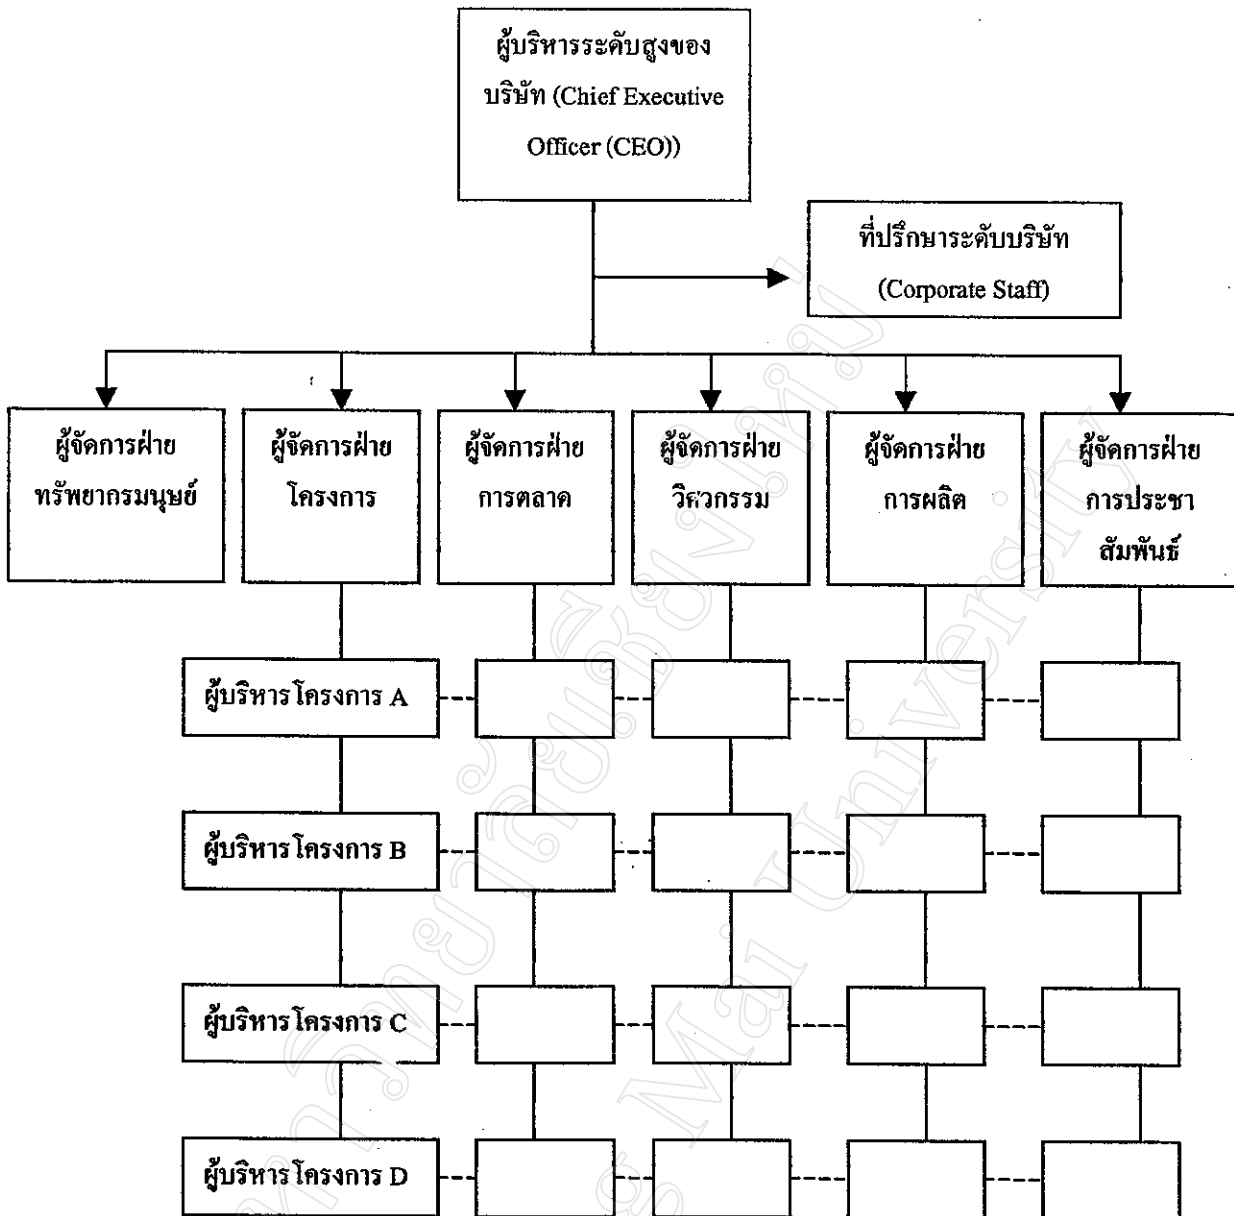 ผู้บริหารระดับสูงของ
บริษัท (Chief Executive
Officer (CEO))
ที่ปรึกษาระดับบริษัท
(Corporate Staff)
ผู้จัดการฝ่าย
ทรัพยากรมนุษย์
ผู้จัดการฝ่าย
โครงการ
ผู้จัดการฝ่าย
การตลาด
ผู้จัดการฝ่าย
วิศวกรรม
ผู้จัดการฝ่าย
การผลิต
ผู้จัดการฝ่าย
การประชา
สัมพันธ์
ผู้บริหารโครงการ A
ผู้บริหารโครงการ B
ผู้บริหารโครงการ C
ผู้บริหารโครงการ D
Mai University